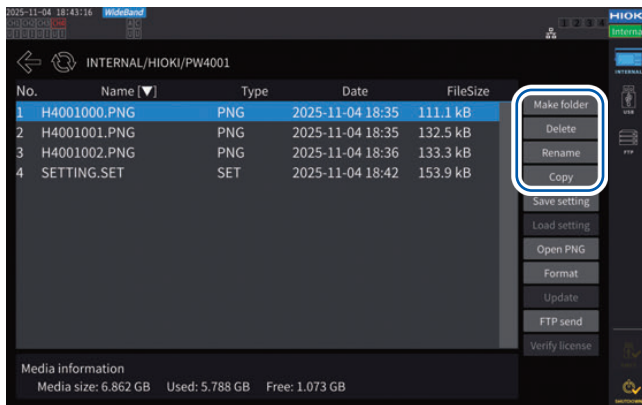 2025-11-04 18:43:16 WideBand
HIOKI
Interna
INTERNAL/HIOKI/PW4001
INTERNAL
No. Name [▼] Type Date FileSize
1 H4001000.PNG PNG 2025-11-04 18:35 111.1 kB
2 H4001001.PNG PNG 2025-11-04 18:35 132.5 kB
3 H4001002.PNG PNG 2025-11-04 18:36 133.3 kB
4 SETTING.SET SET 2025-11-04 18:42 153.9 kB
Make folder
Delete
Rename
Copy
Save setting
Load setting
Open PNG
Format
Update
FTP send
Verify license
USB
FTP
Media information
Media size: 6.862 GB Used: 5.788 GB Free: 1.073 GB
SHUTDOWN